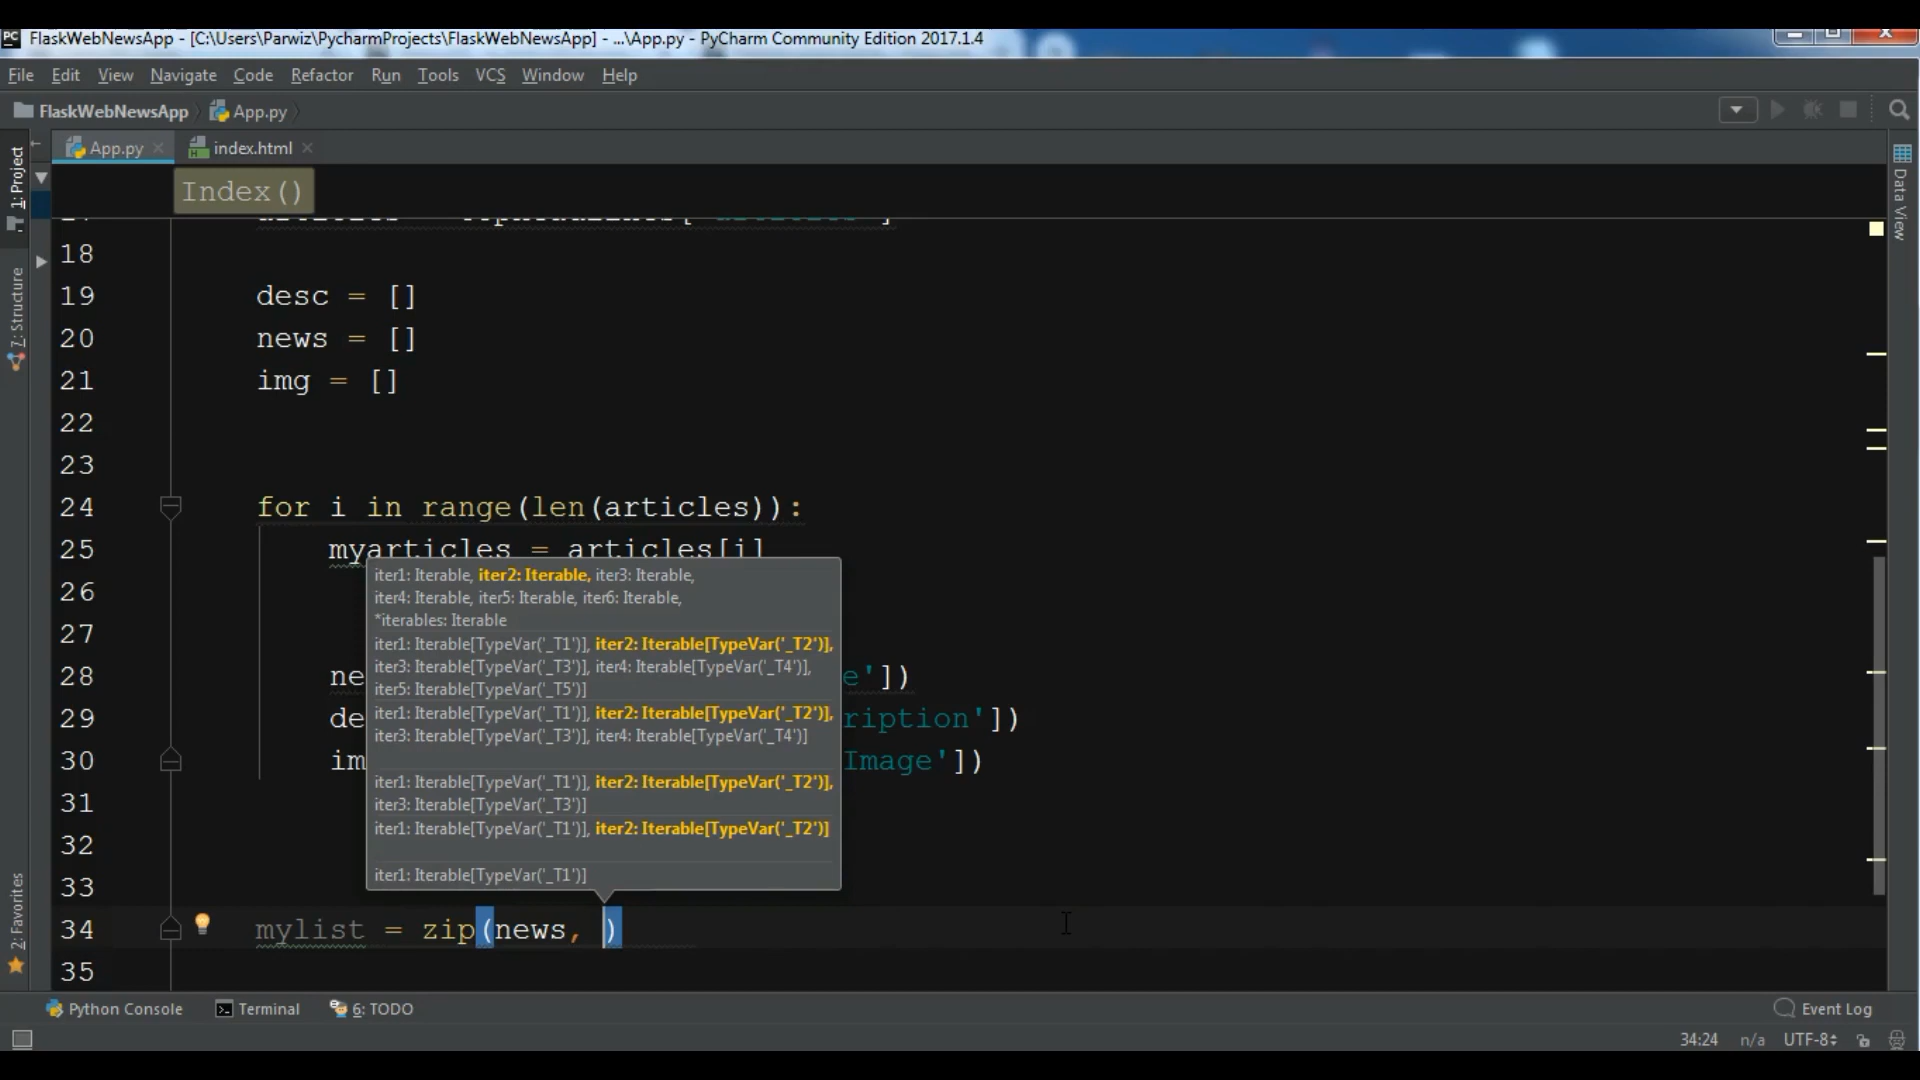 PC FlaskWebNewsApp - [C:\Users\Parwiz\PycharmProjects\FlaskWebNewsApp] - ...\App.py - PyCharm Community Edition 2017.1.4
File Edit View Navigate Code Refactor Run Tools VCS Window Help
FlaskWebNewsApp App.py
App.py index.html
1: Project
7: Structure
2: Favorites
Data View
Index()
18
19 desc = []
20 news = []
21 img = []
22
23
24 for i in range(len(articles)):
25 myarticles = articles[i]
26
27
28 ne e'])
29 de ription'])
30 im Image'])
31
32
33
iter1: Iterable, iter2: Iterable, iter3: Iterable,
iter4: Iterable, iter5: Iterable, iter6: Iterable,
*iterables: Iterable
iter1: Iterable[TypeVar('_T1')], iter2: Iterable[TypeVar('_T2')],
iter3: Iterable[TypeVar('_T3')], iter4: Iterable[TypeVar('_T4')],
iter5: Iterable[TypeVar('_T5')]
iter1: Iterable[TypeVar('_T1')], iter2: Iterable[TypeVar('_T2')],
iter3: Iterable[TypeVar('_T3')], iter4: Iterable[TypeVar('_T4')]
iter1: Iterable[TypeVar('_T1')], iter2: Iterable[TypeVar('_T2')],
iter3: Iterable[TypeVar('_T3')]
iter1: Iterable[TypeVar('_T1')], iter2: Iterable[TypeVar('_T2')]
iter1: Iterable[TypeVar('_T1')]
34 mylist = zip(news, )
35
Python Console Terminal 6: TODO Event Log
34:24 n/a UTF-8